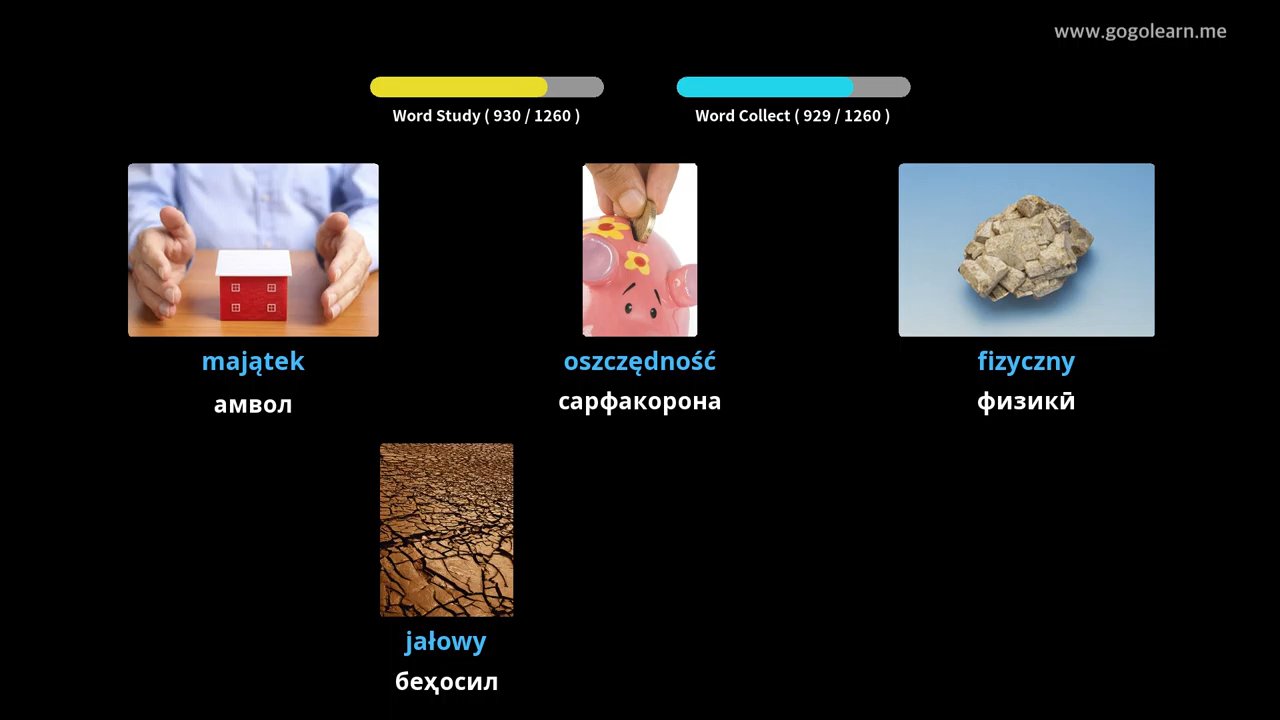 www.gogolearn.me
Word Study ( 930 / 1260 )
Word Collect ( 929 / 1260 )
majątek
амвол
oszczędność
сарфакорона
fizyczny
физикӣ
jałowy
беҳосил